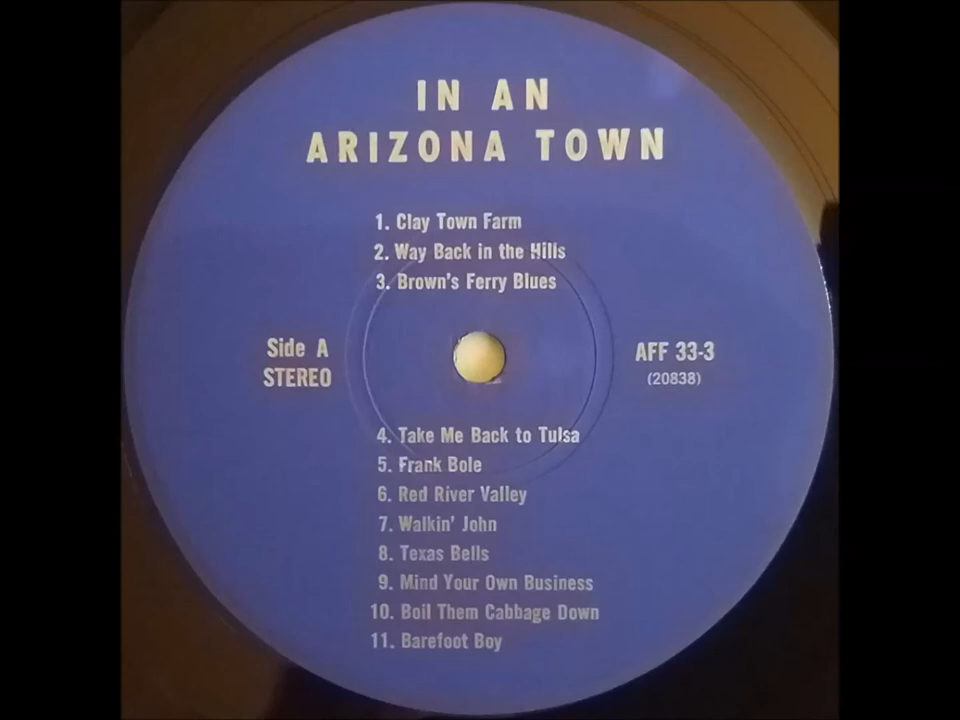 IN AN
ARIZONA TOWN
1. Clay Town Farm
2. Way Back in the Hills
3. Brown's Ferry Blues
Side A
STEREO
AFF 33-3
(20838)
4. Take Me Back to Tulsa
5. Frank Bole
6. Red River Valley
7. Walkin' John
8. Texas Bells
9. Mind Your Own Business
10. Boil Them Cabbage Down
11. Barefoot Boy